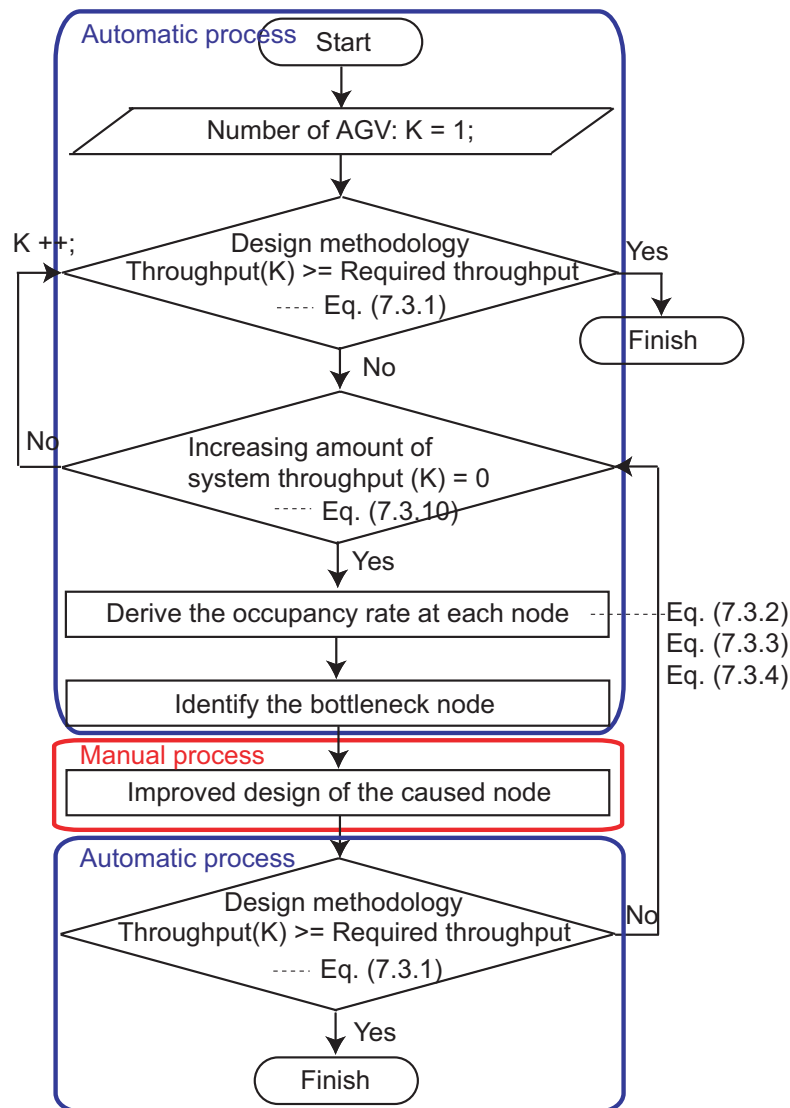 Automatic process
Start
Number of AGV: K = 1;
K ++;
Design methodology
Throughput(K) >= Required throughput
Eq. (7.3.1)
Yes
Finish
No
No
Increasing amount of
system throughput (K) = 0
Eq. (7.3.10)
Yes
Derive the occupancy rate at each node
Eq. (7.3.2)
Eq. (7.3.3)
Eq. (7.3.4)
Identify the bottleneck node
Manual process
Improved design of the caused node
Automatic process
Design methodology
Throughput(K) >= Required throughput
Eq. (7.3.1)
No
Yes
Finish